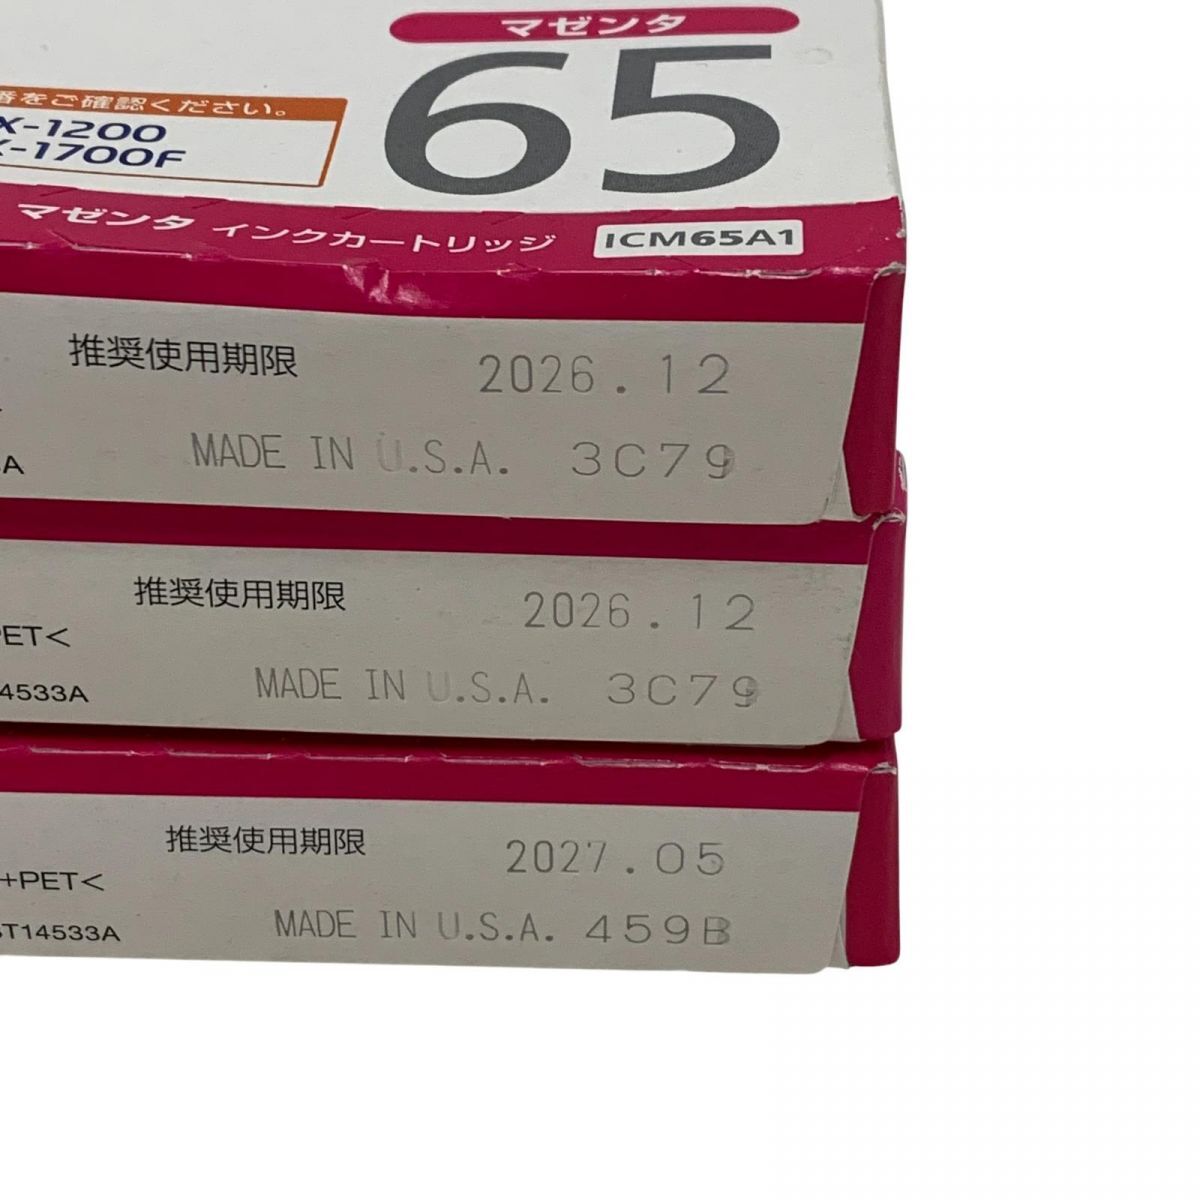 マゼンタ
65
番をご確認ください。
X-1200
X-1700F
マゼンタ インクカートリッジ ICM65A1
推奨使用期限 2026.12
A MADE IN U.S.A. 3C79
推奨使用期限 2026.12
PET<
4533A MADE IN U.S.A. 3C79
推奨使用期限 2027.05
+PET<
T14533A MADE IN U.S.A. 459B